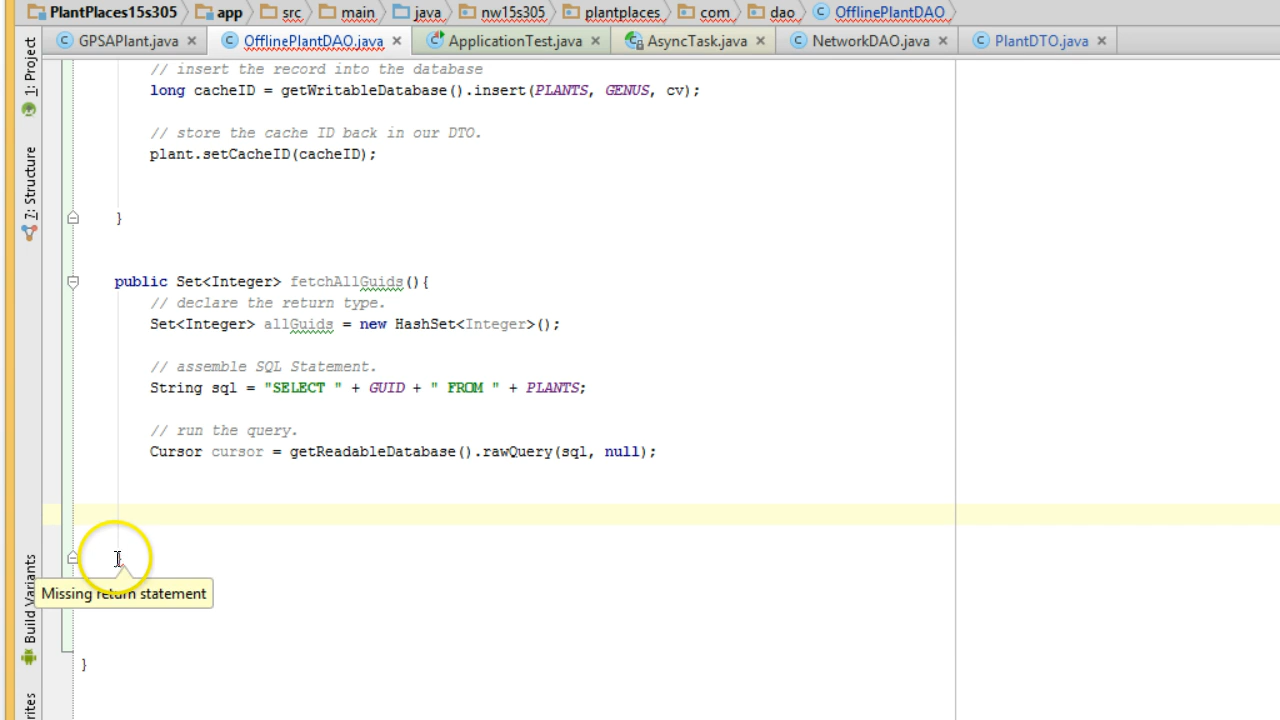 PlantPlaces15s305 app src main java nw15s305 plantplaces com dao OfflinePlantDAO
GPSAPlant.java OfflinePlantDAO.java ApplicationTest.java AsyncTask.java NetworkDAO.java PlantDTO.java
1: Project
7: Structure
Build Variants
// insert the record into the database
long cacheID = getWritableDatabase().insert(PLANTS, GENUS, cv);
// store the cache ID back in our DTO.
plant.setCacheID(cacheID);
}
public Set<Integer> fetchAllGuids(){
// declare the return type.
Set<Integer> allGuids = new HashSet<Integer>();
// assemble SQL Statement.
String sql = "SELECT " + GUID + " FROM " + PLANTS;
// run the query.
Cursor cursor = getReadableDatabase().rawQuery(sql, null);
Missing return statement
}